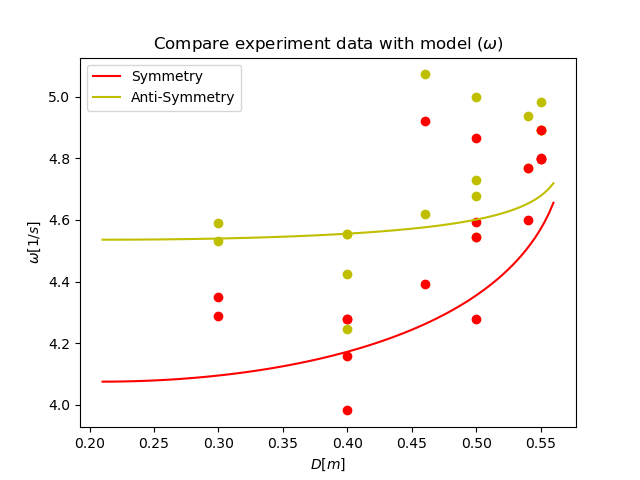 Compare experiment data with model (ω)
Symmetry
Anti-Symmetry
5.0
4.8
4.6
4.4
4.2
4.0
ω[1/s]
0.20 0.25 0.30 0.35 0.40 0.45 0.50 0.55
D[m]